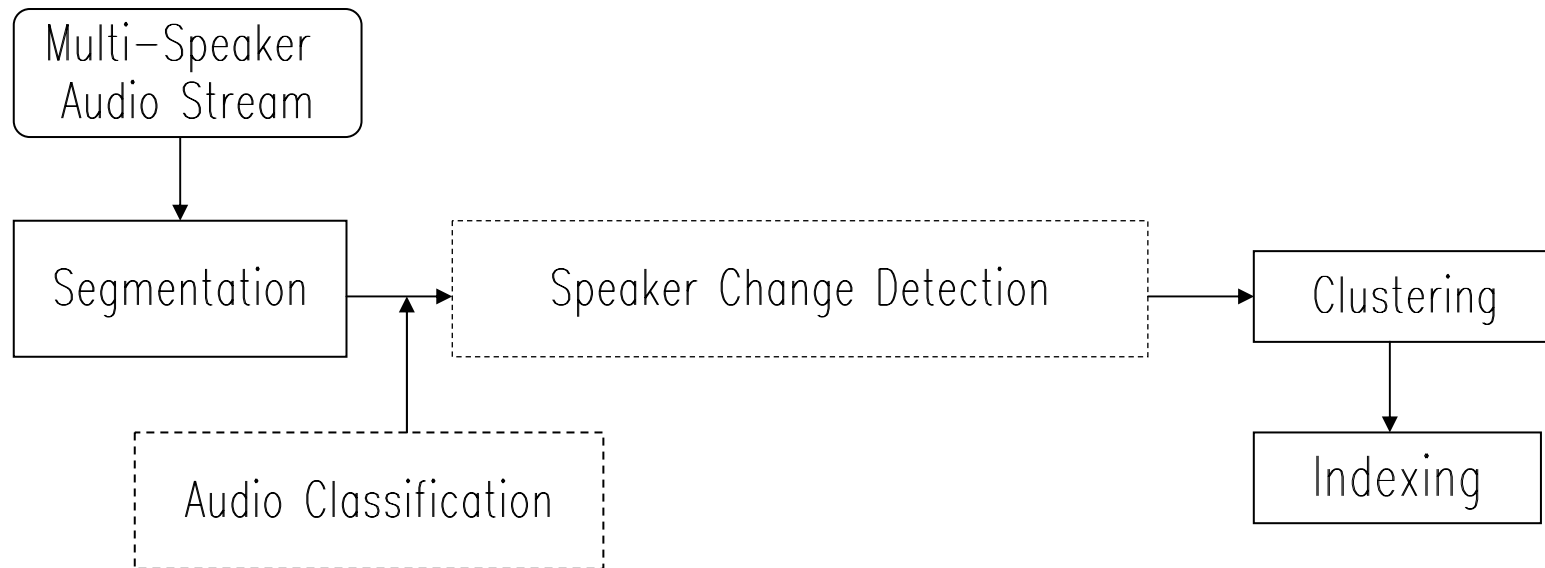 Multi-Speaker
Audio Stream
Segmentation
Speaker Change Detection
Clustering
Audio Classification
Indexing